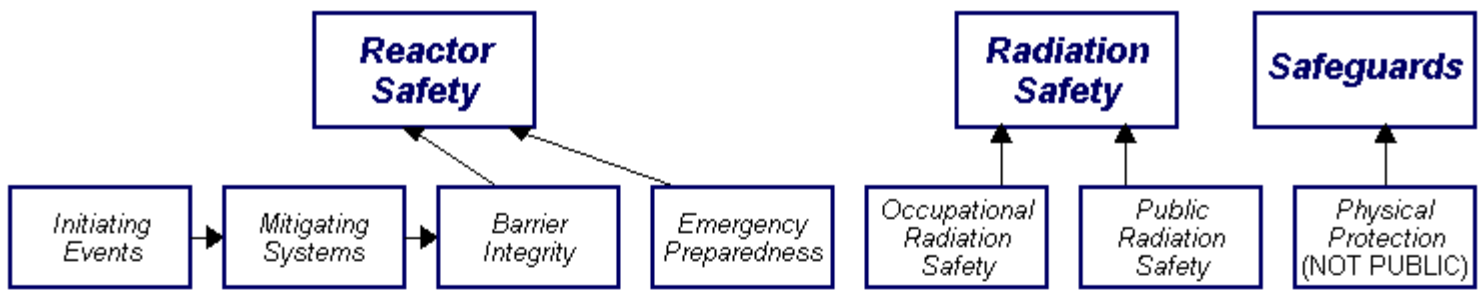 Reactor
Safety
Radiation
Safety
Safeguards
Initiating
Events
Mitigating
Systems
Barrier
Integrity
Emergency
Preparedness
Occupational
Radiation
Safety
Public
Radiation
Safety
Physical
Protection
(NOT PUBLIC)